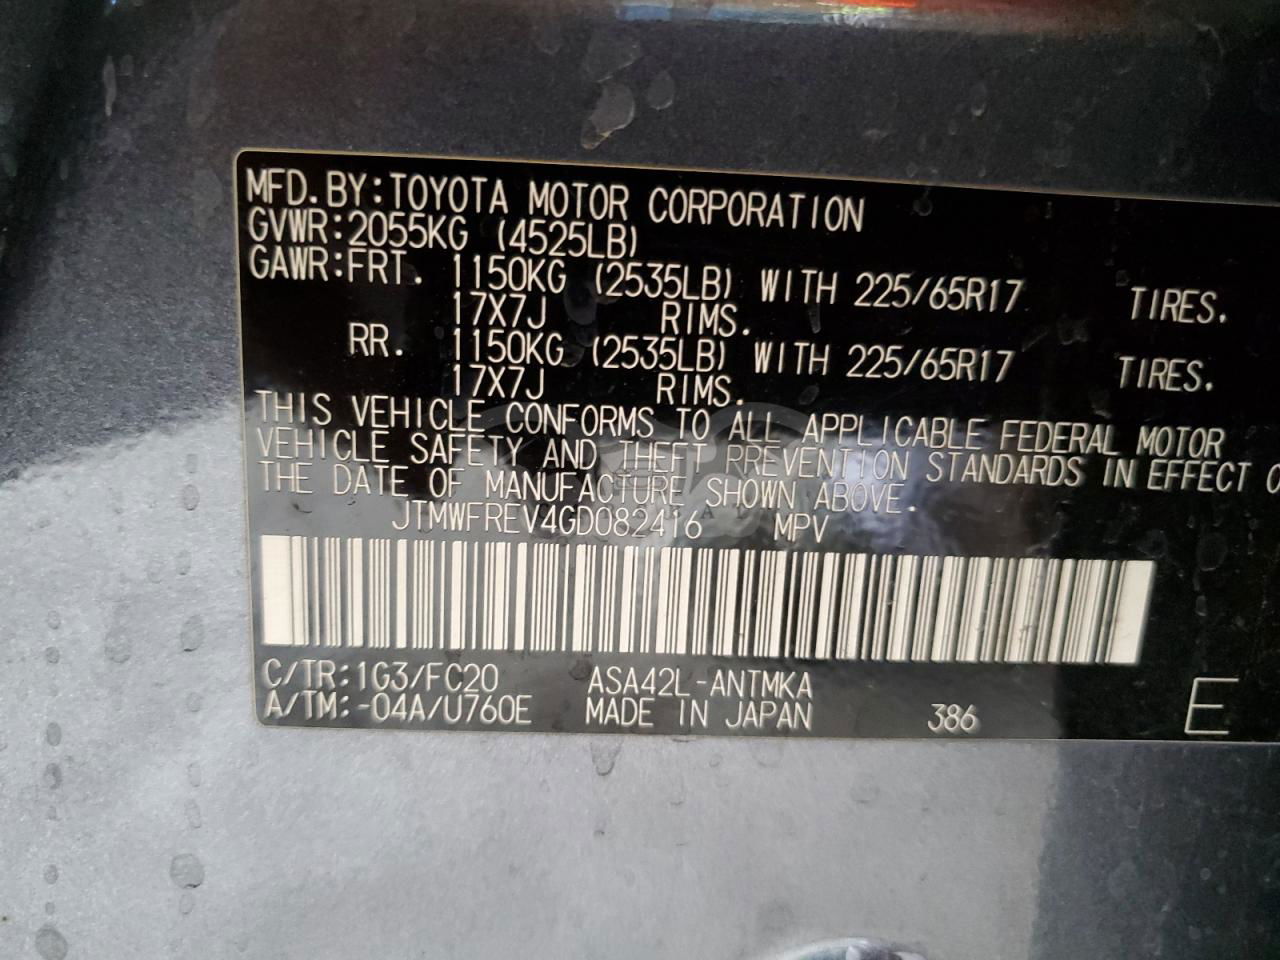 MFD.BY:TOYOTA MOTOR CORPORATION
GVWR:2055KG (4525LB)
GAWR:FRT. 1150KG (2535LB) WITH 225/65R17 TIRES.
17X7J RIMS.
RR. 1150KG (2535LB) WITH 225/65R17 TIRES.
17X7J RIMS.
THIS VEHICLE CONFORMS TO ALL APPLICABLE FEDERAL MOTOR
VEHICLE SAFETY AND THEFT PREVENTION STANDARDS IN EFFECT O
THE DATE OF MANUFACTURE SHOWN ABOVE.
JTMWFREV4GD082416 MPV
C/TR:1G3/FC20 ASA42L-ANTMKA
A/TM:-04A/U760E MADE IN JAPAN 386 E